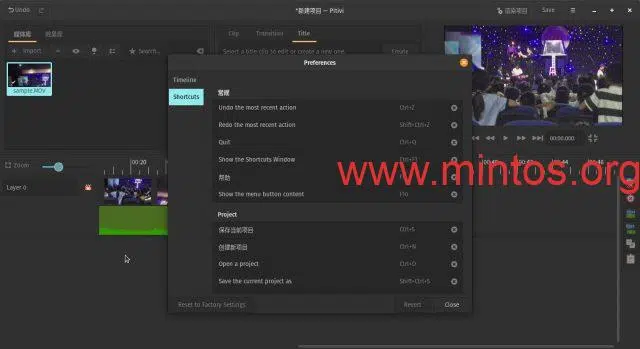 Undo
*新建项目 — Pitivi
渲染项目
Save
媒体库
效果库
Clip
Transition
Title
Import
Search...
Select a title clip to edit or create a new one.
Create
sample.MOV
Preferences
Timeline
Shortcuts
常规
Undo the most recent action
Ctrl+Z
Redo the most recent action
Shift+Ctrl+Z
Quit
Ctrl+Q
Show the Shortcuts Window
Ctrl+F1
帮助
Show the menu button content
F10
Project
保存当前项目
Ctrl+S
创建新项目
Ctrl+N
Open a project
Ctrl+O
Save the current project as
Shift+Ctrl+S
Reset to Factory Settings
Revert
Close
00:00.000
Zoom
00:20
Layer 0
www.mintos.org